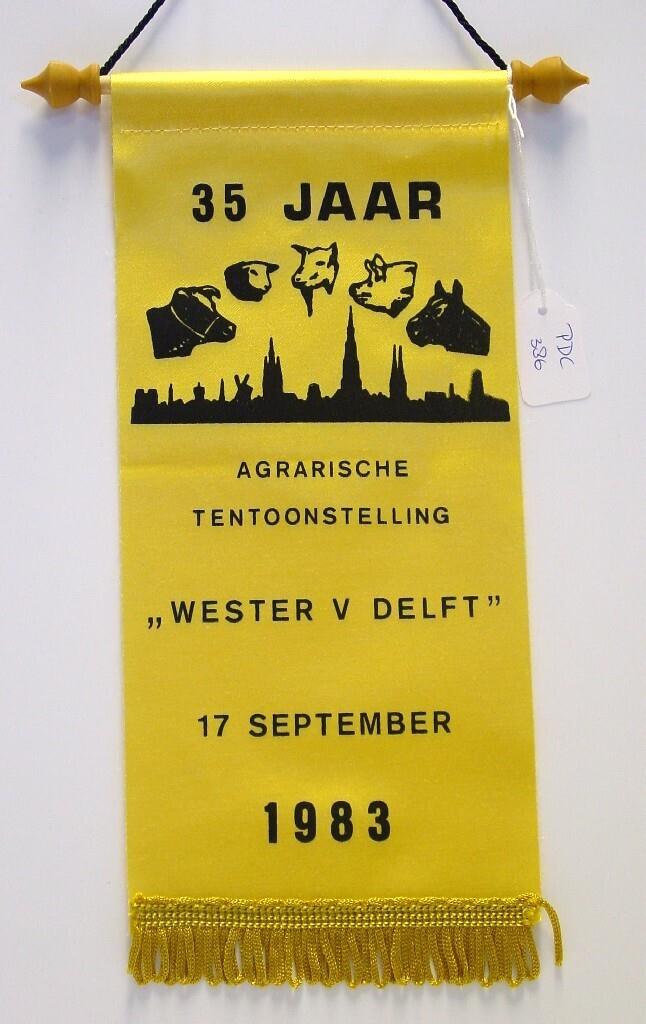 35 JAAR
AGRARISCHE
TENTOONSTELLING
„WESTER V DELFT”
17 SEPTEMBER
1983
PDC
386